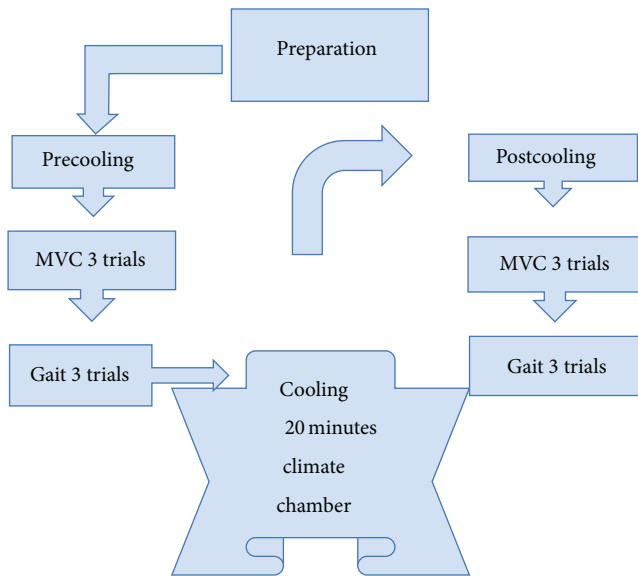 Preparation
Precooling
MVC 3 trials
Gait 3 trials
Cooling
20 minutes
climate
chamber
Postcooling
MVC 3 trials
Gait 3 trials